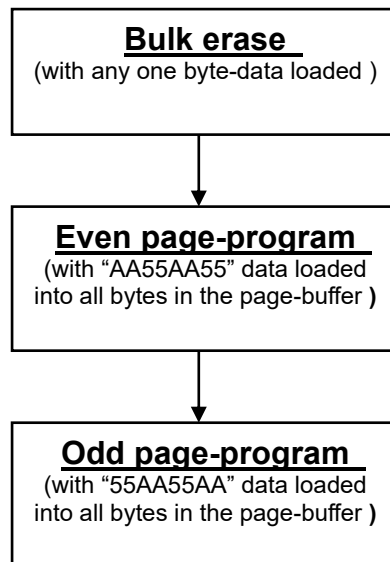 Bulk erase
(with any one byte-data loaded )
Even page-program
(with “AA55AA55” data loaded
into all bytes in the page-buffer )
Odd page-program
(with “55AA55AA” data loaded
into all bytes in the page-buffer )